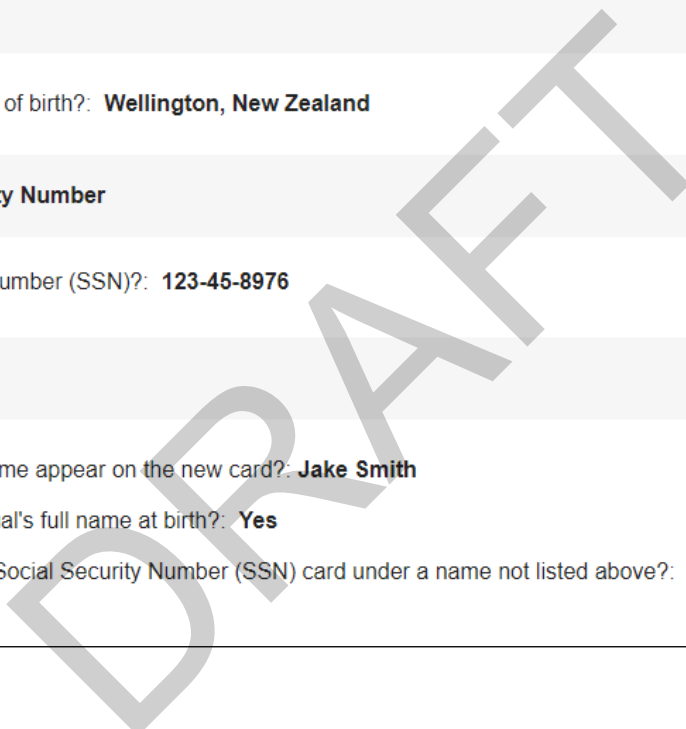 of birth?: Wellington, New Zealand
ty Number
umber (SSN)?: 123-45-8976
me appear on the new card?: Jake Smith
al's full name at birth?: Yes
Social Security Number (SSN) card under a name not listed above?:
DRAFT